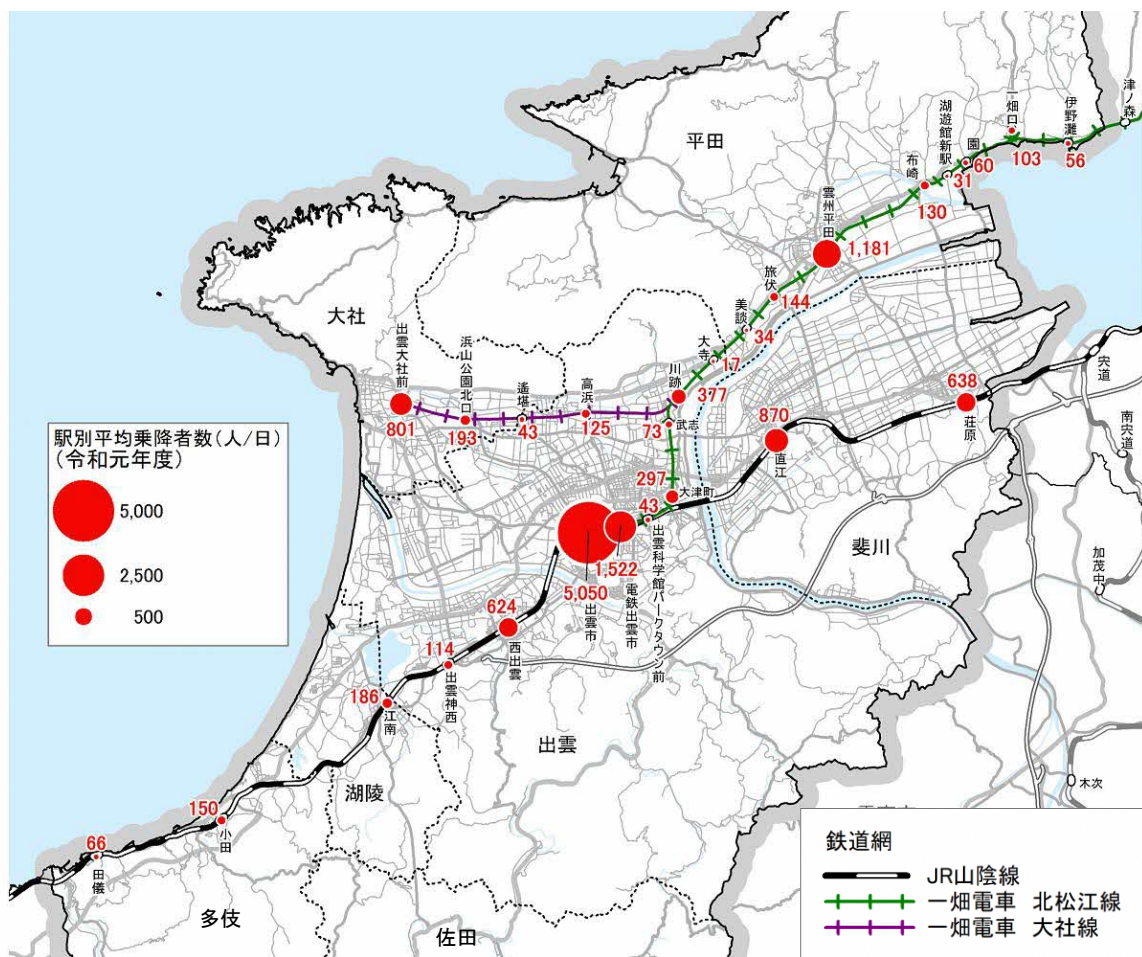 津ノ森
伊野灘
56
一畑口
103
園
60
湖遊館新駅
31
布崎
130
平田
雲州平田
1,181
旅伏
144
美談
34
大寺
17
川跡
377
武志
73
大社
出雲大社前
801
浜山公園北口
193
遙堪
43
高浜
125
宍道
南宍道
加茂中
木次
638
荘原
870
直江
斐川
297
大津町
43
出雲科学館パークタウン前
1,522
電鉄出雲市
5,050
出雲市
624
西出雲
114
出雲神西
186
江南
出雲
湖陵
150
小田
66
田儀
多伎
佐田
駅別平均乗降者数(人/日)
(令和元年度)
5,000
2,500
500
鉄道網
JR山陰線
一畑電車 北松江線
一畑電車 大社線